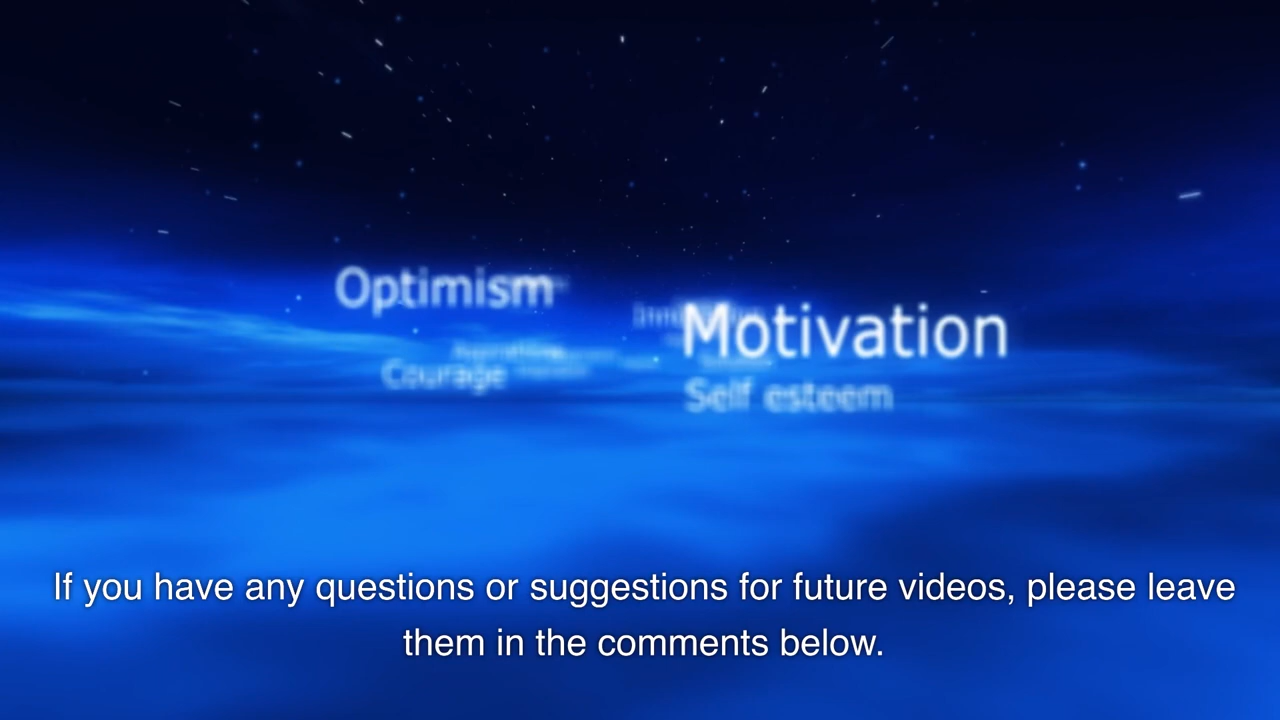 Optimism
Motivation
Courage
Self esteem
If you have any questions or suggestions for future videos, please leave
them in the comments below.